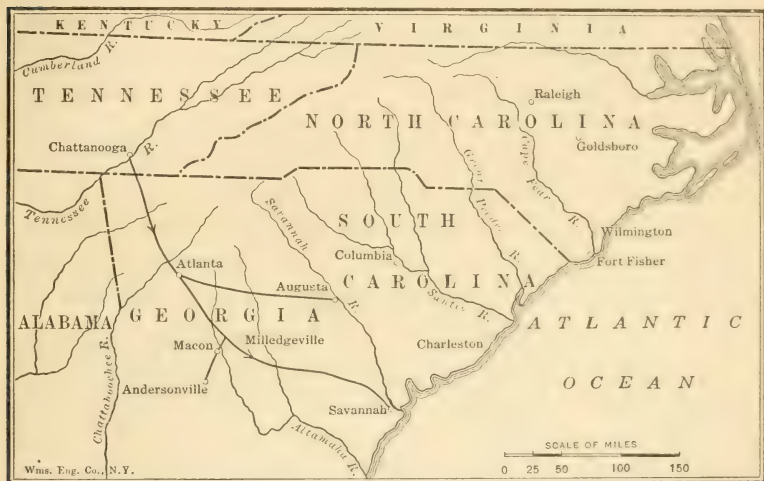 KENTUCKY
VIRGINIA
Cumberland R.
TENNESSEE
Raleigh
NORTH CAROLINA
Goldsboro
Chattanooga
R.
Tennessee
Great Peedee R.
Cape Fear R.
Savannah R.
SOUTH CAROLINA
Wilmington
Fort Fisher
Columbia
Atlanta
Augusta
Santee R.
ALABAMA
GEORGIA
ATLANTIC OCEAN
Macon
Milledgeville
Charleston
Andersonville
Chattahoochee R.
Savannah
Altamaha R.
SCALE OF MILES
0 25 50 100 150
Wms. Eng. Co., N.Y.